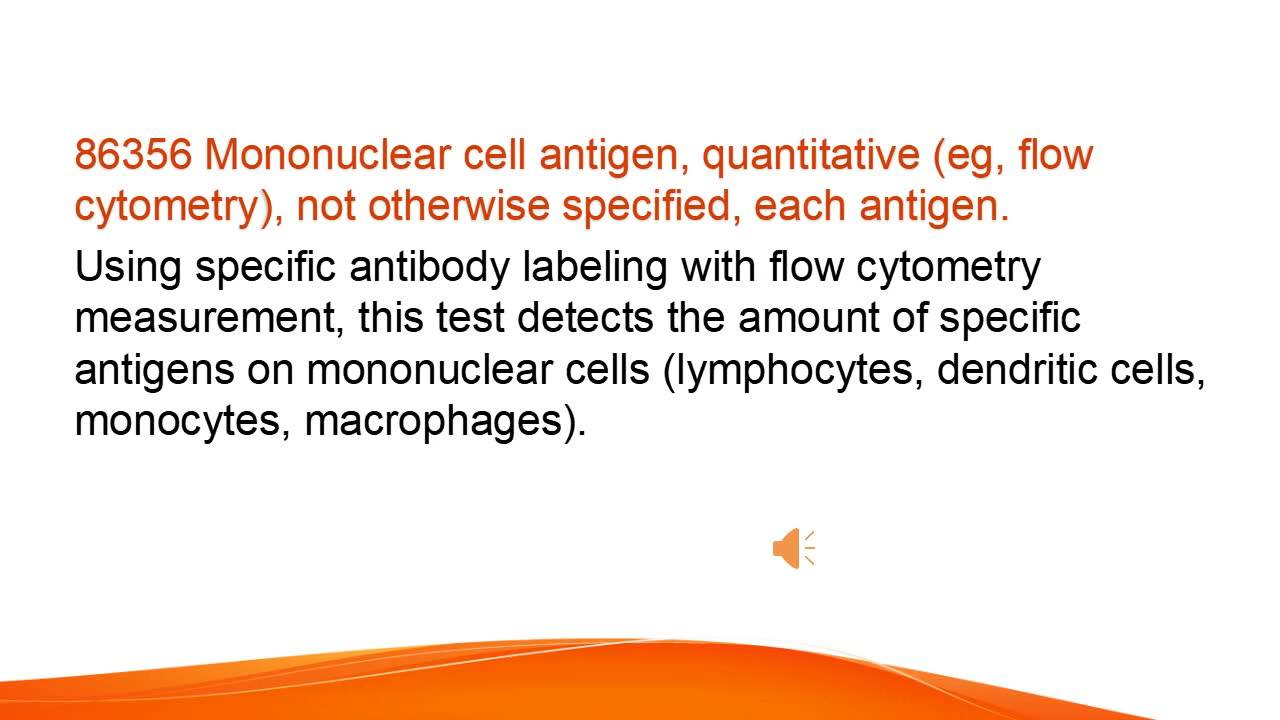 86356 Mononuclear cell antigen, quantitative (eg, flow
cytometry), not otherwise specified, each antigen.
Using specific antibody labeling with flow cytometry
measurement, this test detects the amount of specific
antigens on mononuclear cells (lymphocytes, dendritic cells,
monocytes, macrophages).